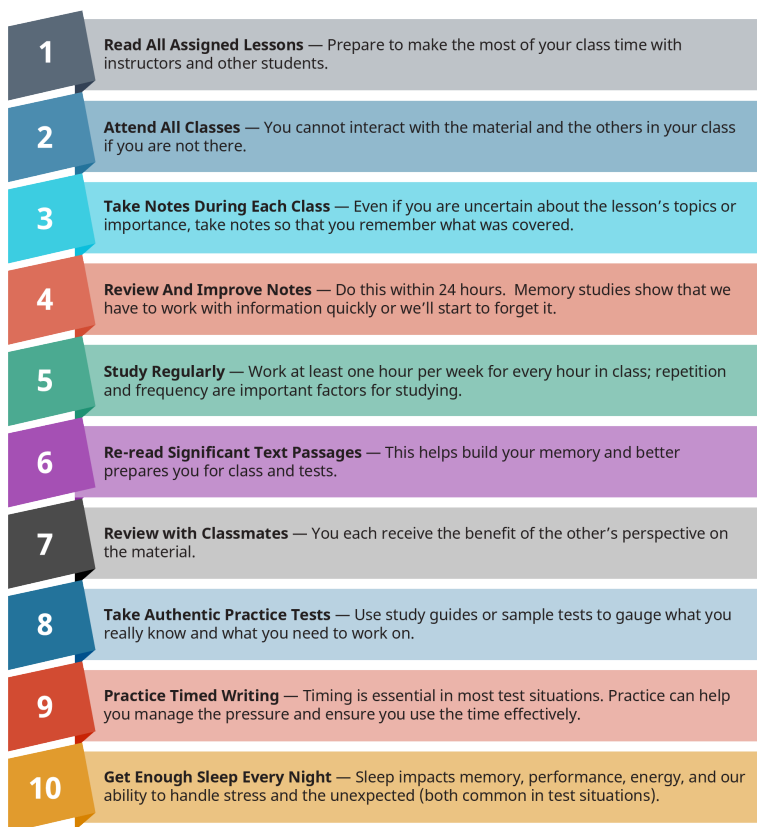 1
Read All Assigned Lessons — Prepare to make the most of your class time with
instructors and other students.
2
Attend All Classes — You cannot interact with the material and the others in your class
if you are not there.
3
Take Notes During Each Class — Even if you are uncertain about the lesson’s topics or
importance, take notes so that you remember what was covered.
4
Review And Improve Notes — Do this within 24 hours.  Memory studies show that we
have to work with information quickly or we’ll start to forget it.
5
Study Regularly — Work at least one hour per week for every hour in class; repetition
and frequency are important factors for studying.
6
Re-read Significant Text Passages — This helps build your memory and better
prepares you for class and tests.
7
Review with Classmates — You each receive the benefit of the other’s perspective on
the material.
8
Take Authentic Practice Tests — Use study guides or sample tests to gauge what you
really know and what you need to work on.
9
Practice Timed Writing — Timing is essential in most test situations. Practice can help
you manage the pressure and ensure you use the time effectively.
10
Get Enough Sleep Every Night — Sleep impacts memory, performance, energy, and our
ability to handle stress and the unexpected (both common in test situations).